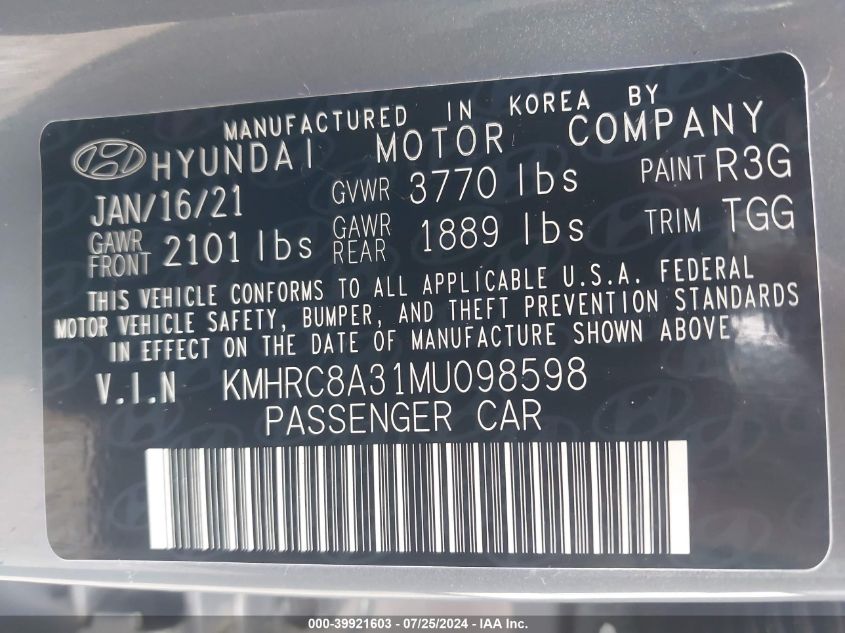 MANUFACTURED IN KOREA BY
HYUNDAI MOTOR COMPANY
JAN/16/21 GVWR 3770 lbs PAINT R3G
GAWR FRONT 2101 lbs GAWR REAR 1889 lbs TRIM TGG
THIS VEHICLE CONFORMS TO ALL APPLICABLE U.S.A. FEDERAL
MOTOR VEHICLE SAFETY, BUMPER, AND THEFT PREVENTION STANDARDS
IN EFFECT ON THE DATE OF MANUFACTURE SHOWN ABOVE
V.I.N KMHRC8A31MU098598
PASSENGER CAR
000-39921603 - 07/25/2024 - IAA Inc.